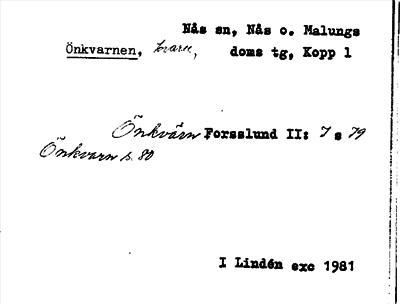 Nås sn, Nås o. Malungs
Önkvarnen, kvarn, doms tg, Kopp l
Önkvärn Forsslund II: 7 s 79
Önkvarn s. 80
I Lindén exc 1981